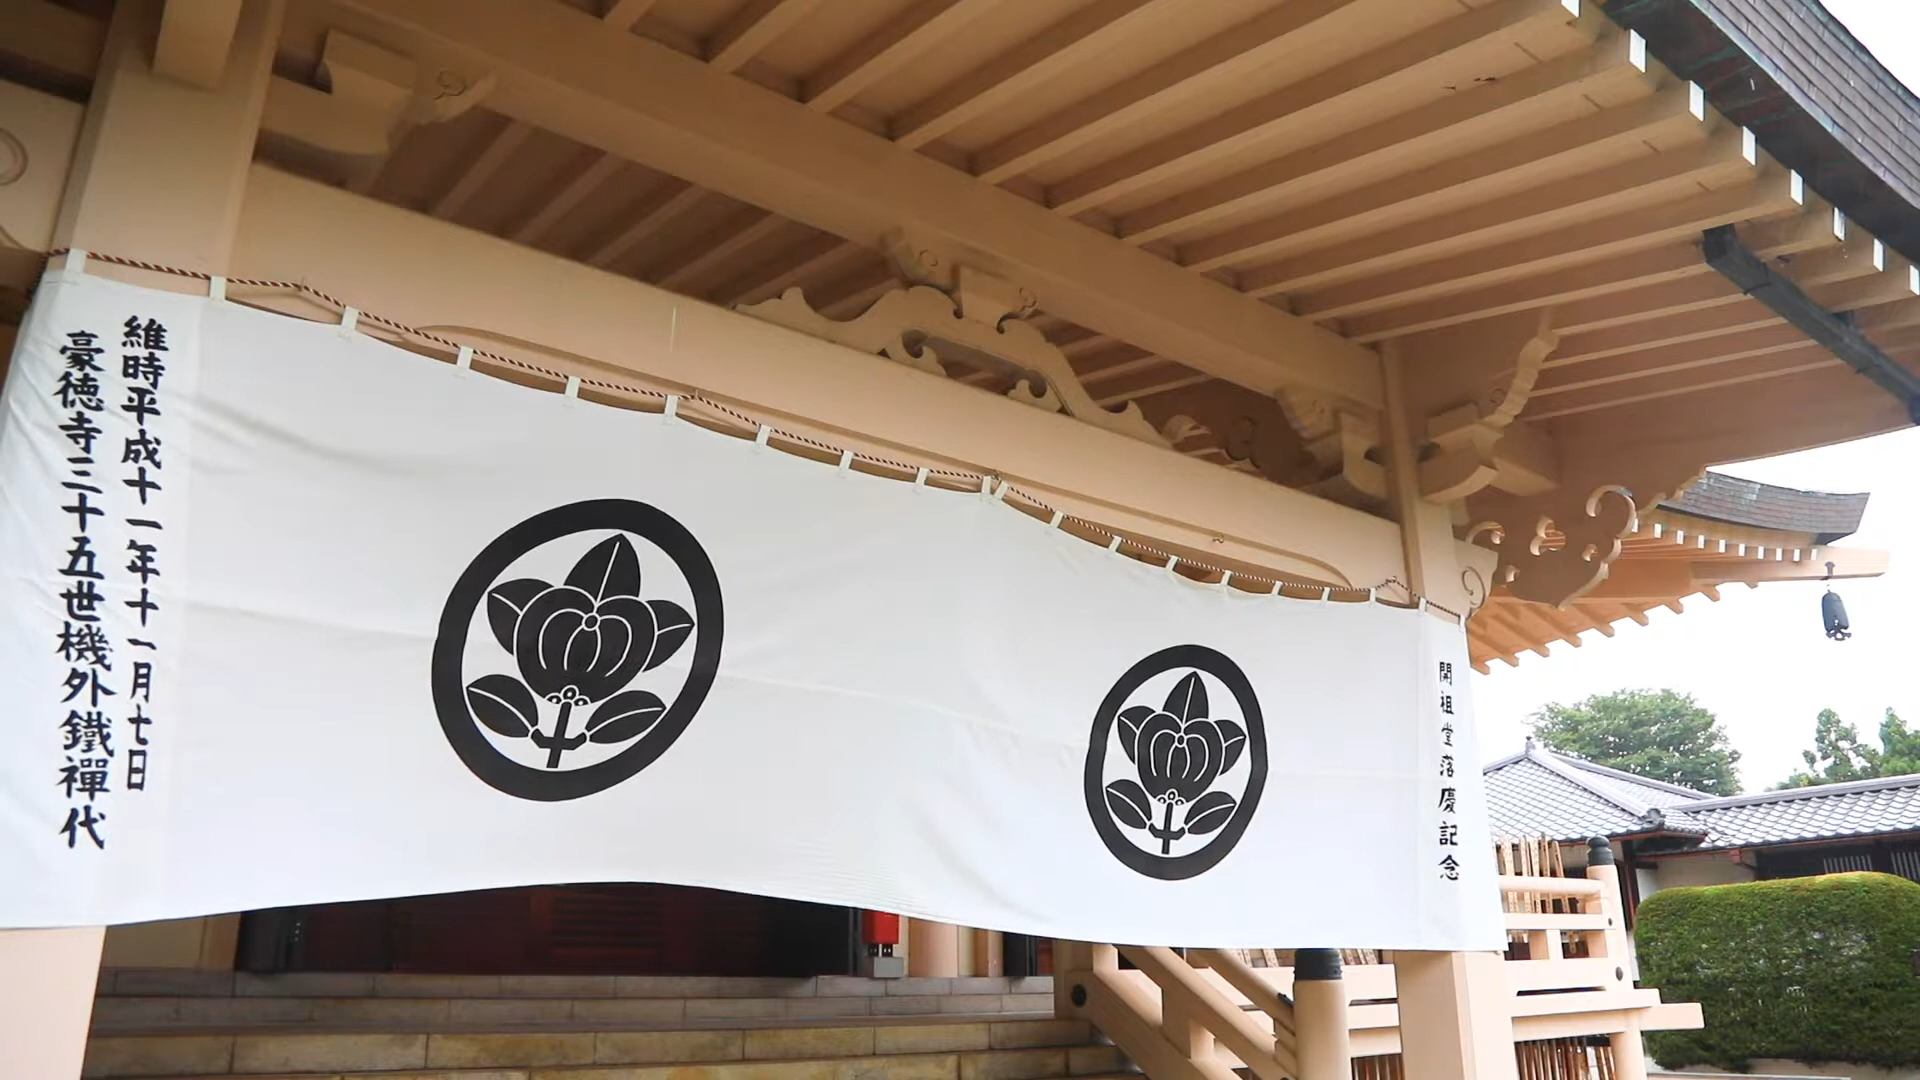 開祖堂落慶記念
維時平成十一年十一月七日
豪徳寺三十五世機外鐵禪代